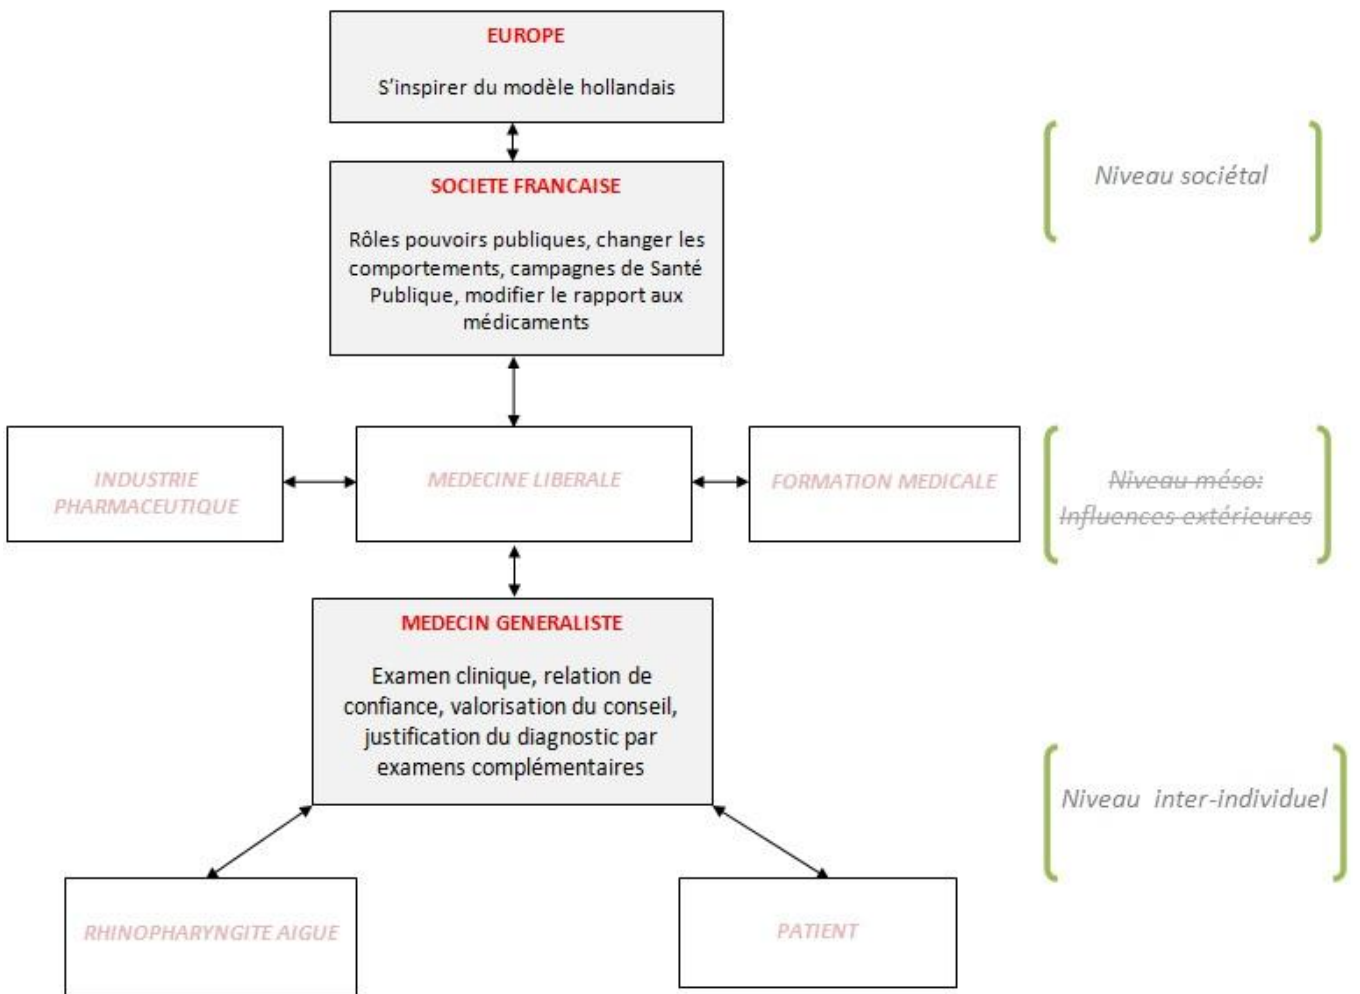 EUROPE
S'inspirer du modèle hollandais
Niveau sociétal
SOCIETE FRANCAISE
Rôles pouvoirs publiques, changer les
comportements, campagnes de Santé
Publique, modifier le rapport aux
médicaments
INDUSTRIE
PHARMACEUTIQUE
MEDECINE LIBERALE
FORMATION MEDICALE
Niveau méso:
Influences extérieures
MEDECIN GENERALISTE
Examen clinique, relation de
confiance, valorisation du conseil,
justification du diagnostic par
examens complémentaires
Niveau inter-individuel
RHINOPHARYNGITE AIGUE
PATIENT